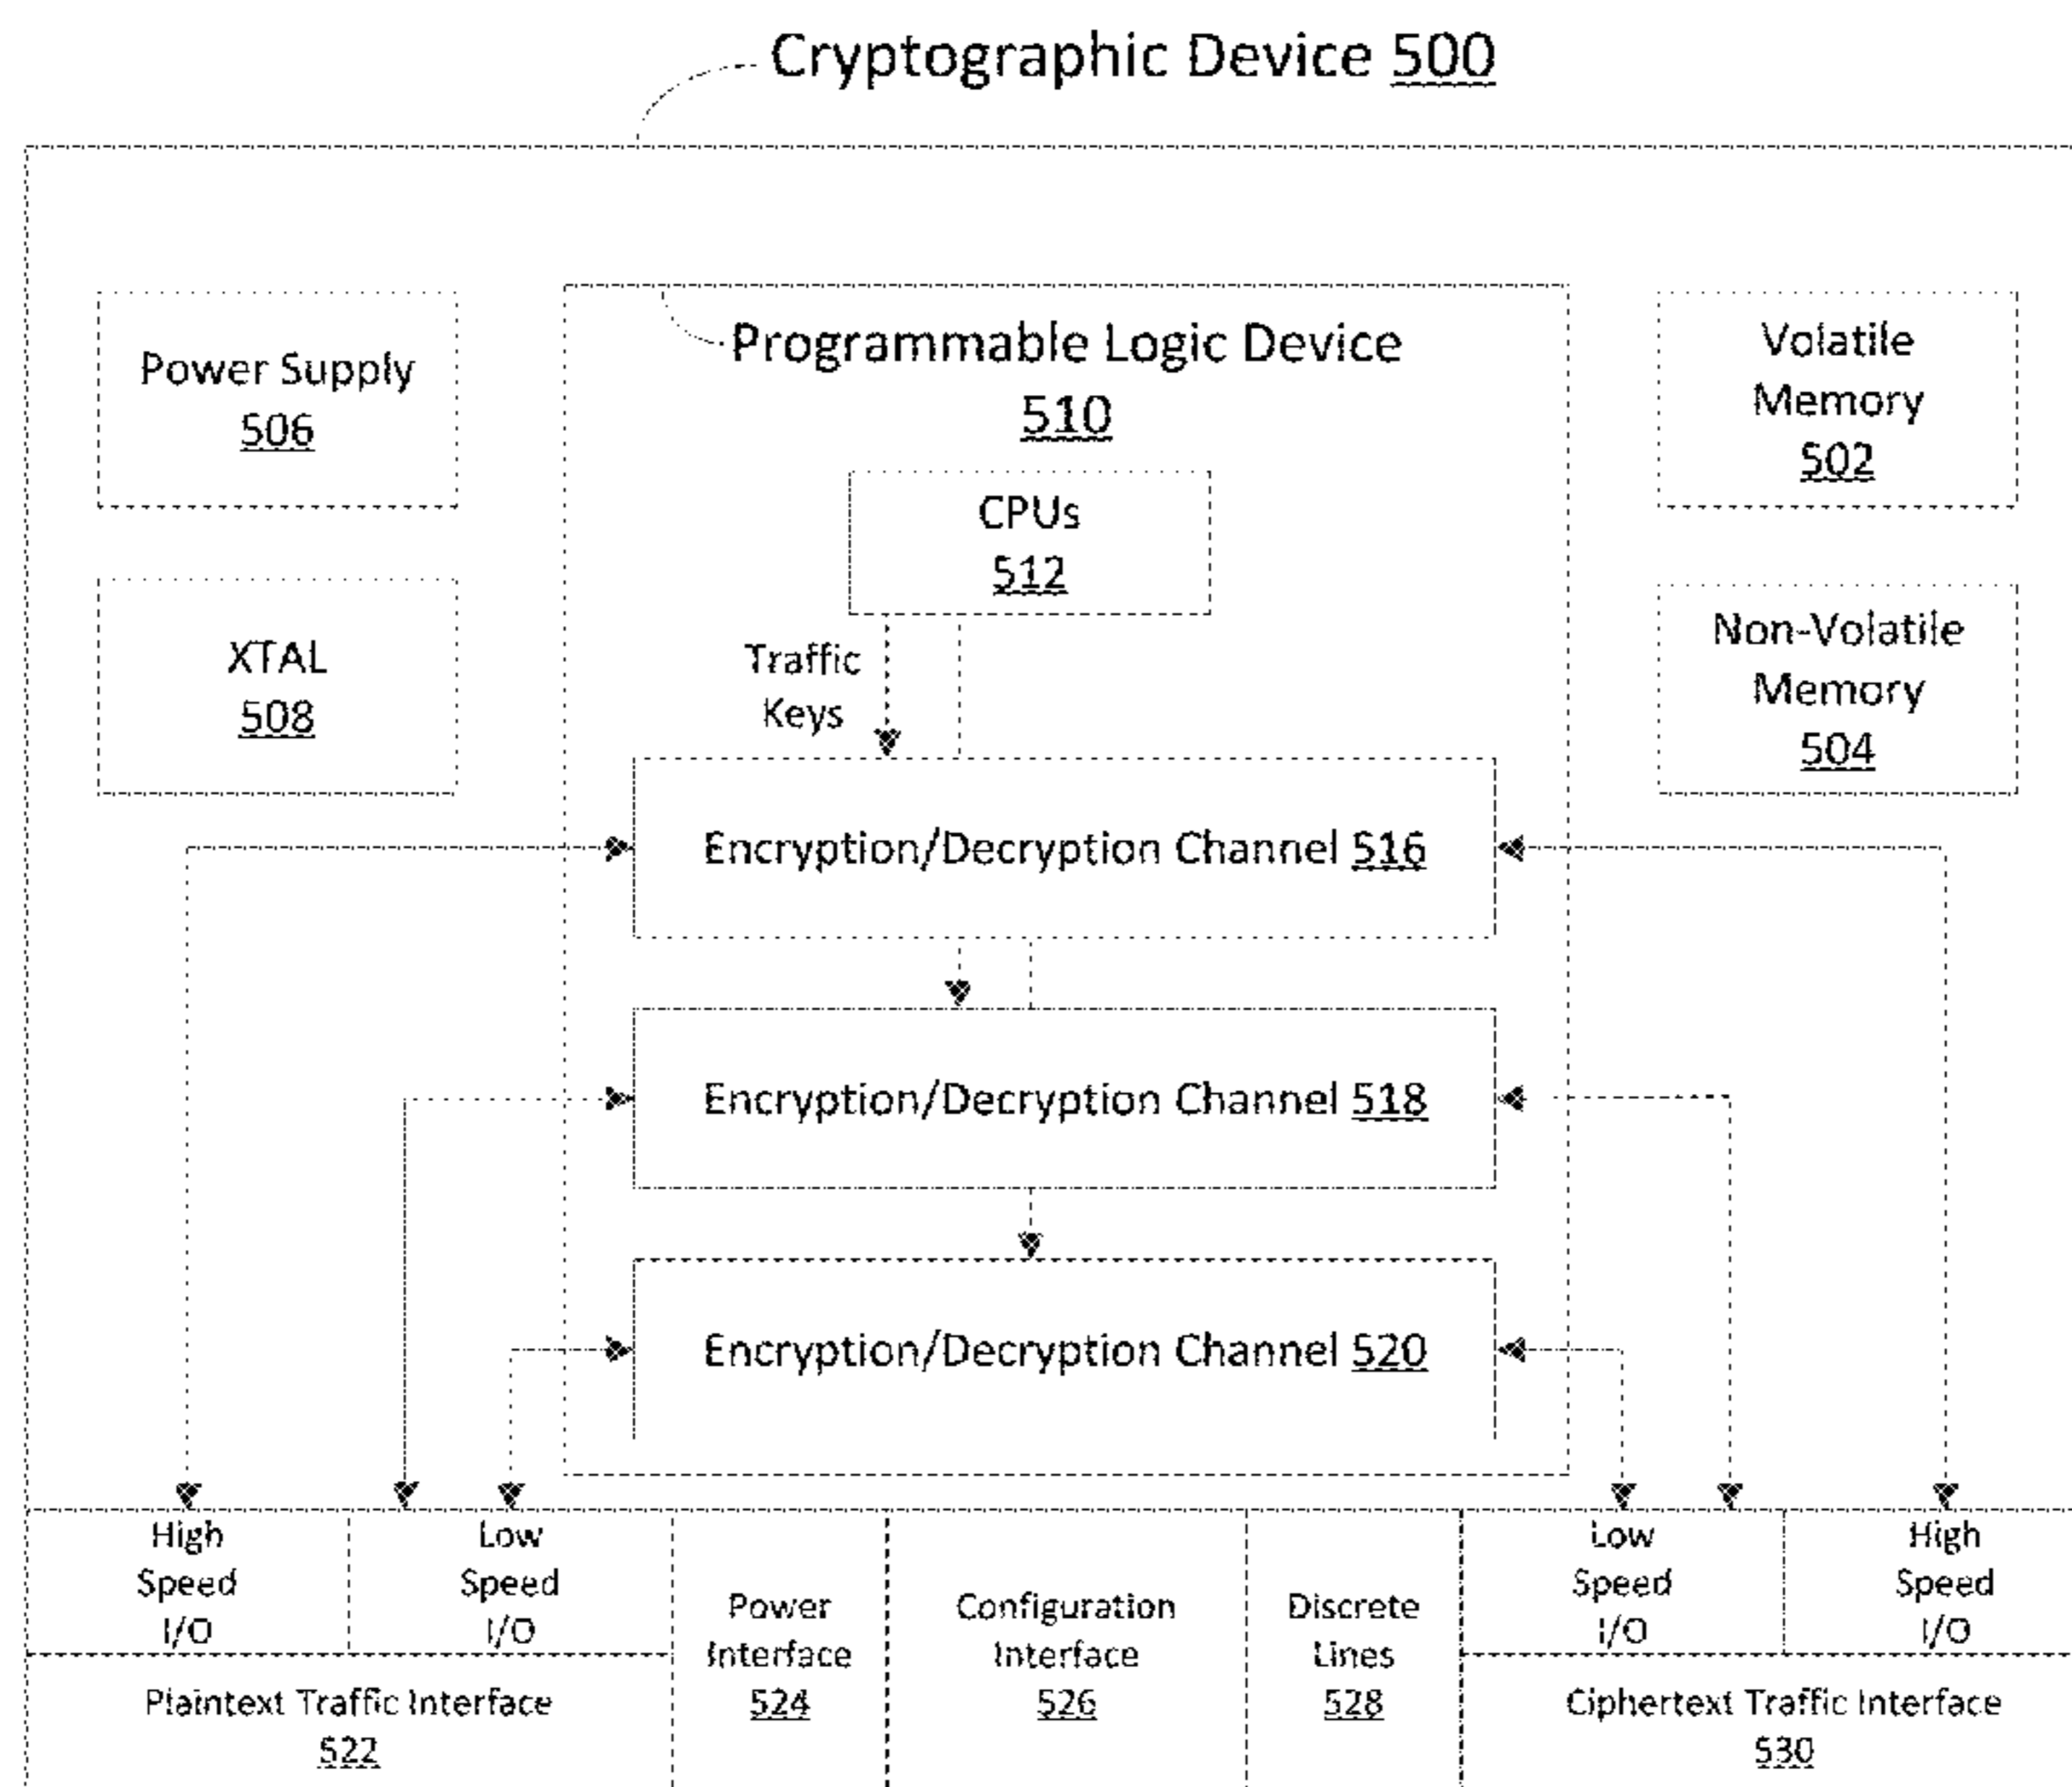 Cryptographic Device 500
Power Supply
506
Programmable Logic Device
510
Volatile
Memory
502
CPUs
512
XTAL
508
Traffic
Keys
Non-Volatile
Memory
504
Encryption/Decryption Channel 516
Encryption/Decryption Channel 518
Encryption/Decryption Channel 520
High
Speed
I/O
Low
Speed
I/O
Plaintext Traffic Interface
522
Power
Interface
524
Configuration
Interface
526
Discrete
Lines
528
Low
Speed
I/O
High
Speed
I/O
Ciphertext Traffic Interface
530